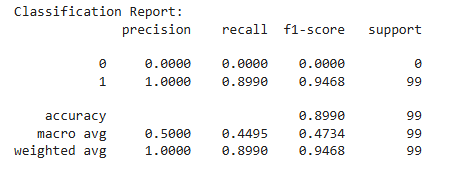 Classification Report:
precision recall f1-score support
0 0.0000 0.0000 0.0000 0
1 1.0000 0.8990 0.9468 99
accuracy 0.8990 99
macro avg 0.5000 0.4495 0.4734 99
weighted avg 1.0000 0.8990 0.9468 99